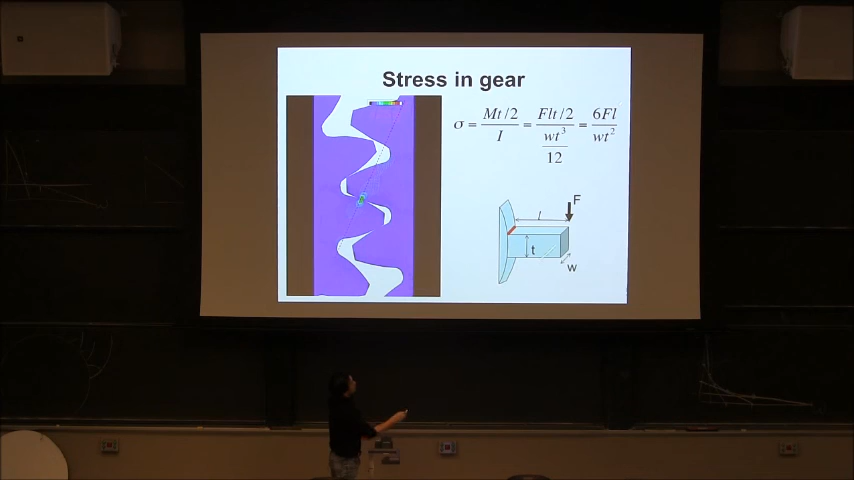 Stress in gear
σ = Mt/2 / I = Flt/2 / wt³/12 = 6Fl / wt²
F
l
t
w